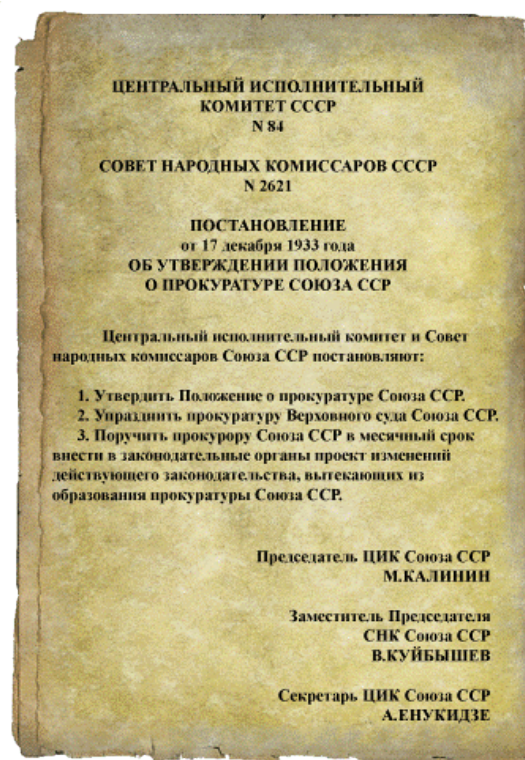 ЦЕНТРАЛЬНЫЙ ИСПОЛНИТЕЛЬНЫЙ
КОМИТЕТ СССР
N 84
СОВЕТ НАРОДНЫХ КОМИССАРОВ СССР
N 2621
ПОСТАНОВЛЕНИЕ
от 17 декабря 1933 года
ОБ УТВЕРЖДЕНИИ ПОЛОЖЕНИЯ
О ПРОКУРАТУРЕ СОЮЗА ССР
Центральный исполнительный комитет и Совет
народных комиссаров Союза ССР постановляют:
1. Утвердить Положение о прокуратуре Союза ССР.
2. Упразднить прокуратуру Верховного суда Союза ССР.
3. Поручить прокурору Союза ССР в месячный срок
внести в законодательные органы проект изменений
действующего законодательства, вытекающих из
образования прокуратуры Союза ССР.
Председатель ЦИК Союза ССР
М.КАЛИНИН
Заместитель Председателя
СНК Союза ССР
В.КУЙБЫШЕВ
Секретарь ЦИК Союза ССР
А.ЕНУКИДЗЕ